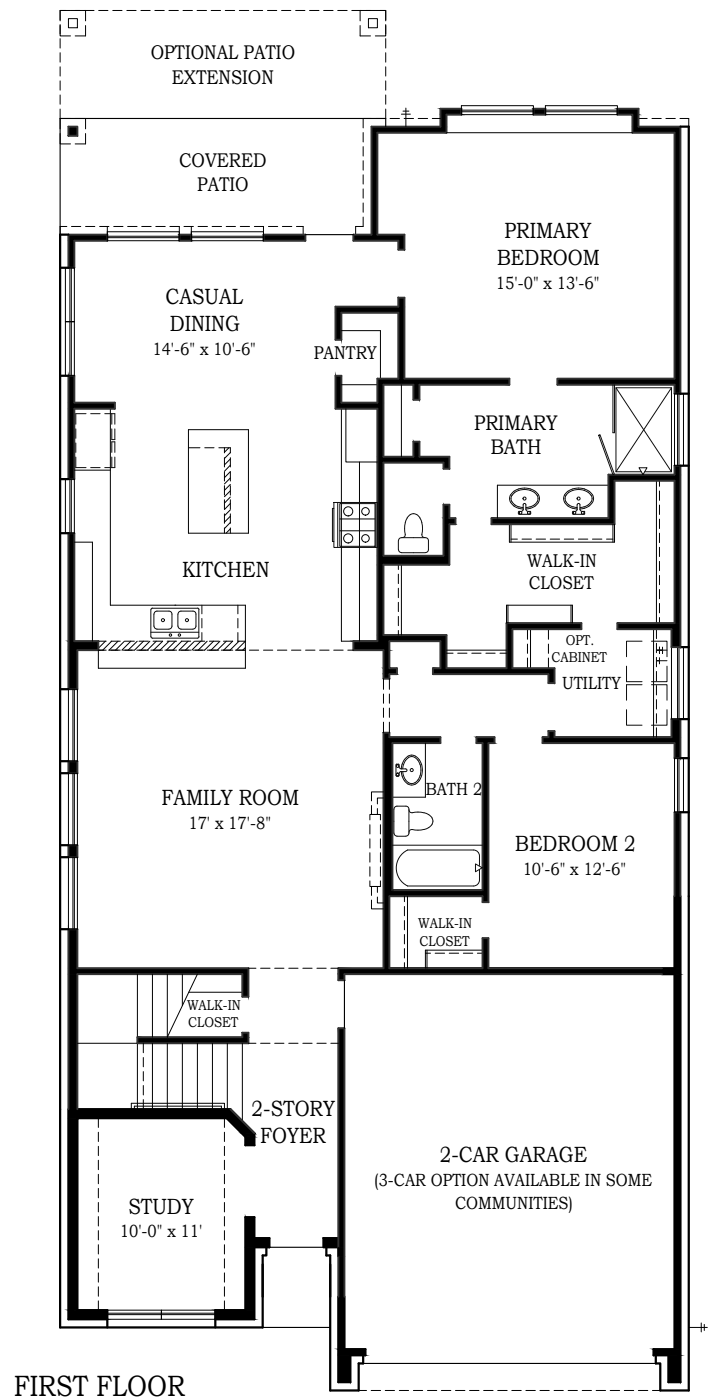 OPTIONAL PATIO
EXTENSION
COVERED
PATIO
PRIMARY
BEDROOM
15'-0" x 13'-6"
CASUAL
DINING
14'-6" x 10'-6"
PANTRY
PRIMARY
BATH
KITCHEN
WALK-IN
CLOSET
OPT.
CABINET
UTILITY
FAMILY ROOM
17' x 17'-8"
BATH 2
BEDROOM 2
10'-6" x 12'-6"
WALK-IN
CLOSET
WALK-IN
CLOSET
2-STORY
FOYER
2-CAR GARAGE
(3-CAR OPTION AVAILABLE IN SOME
COMMUNITIES)
STUDY
10'-0" x 11'
FIRST FLOOR